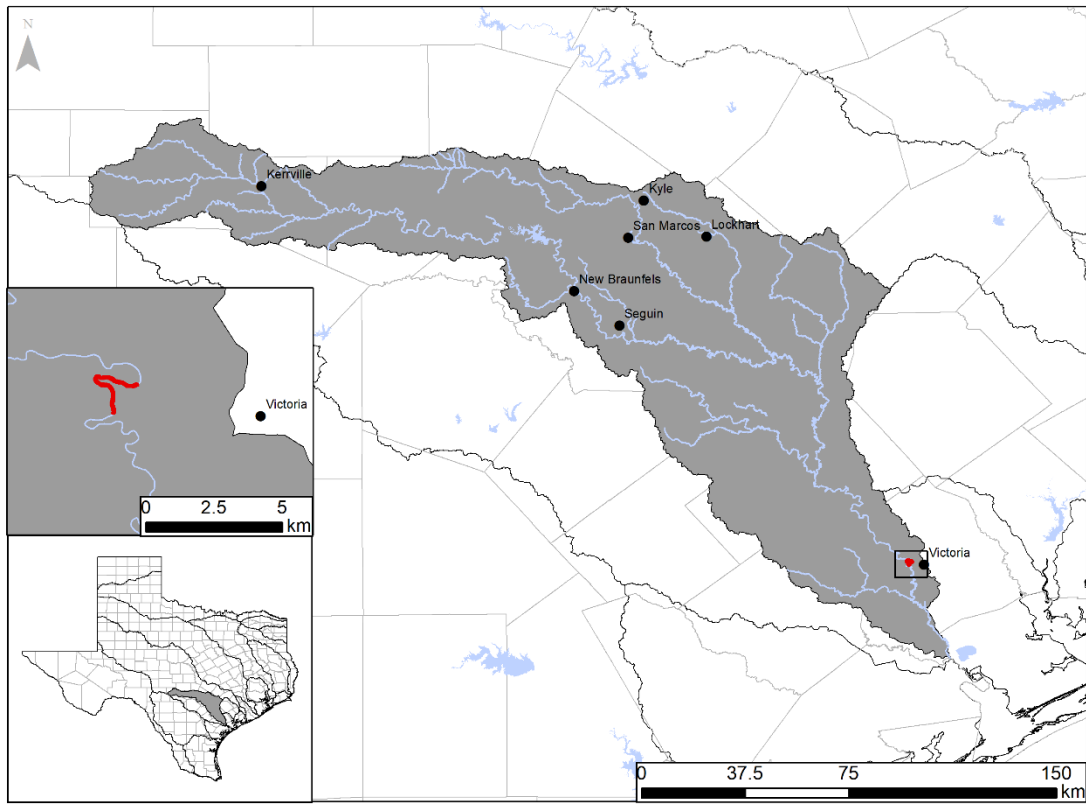 N
Kerrville
Kyle
San Marcos
Lockhart
New Braunfels
Seguin
Victoria
0 2.5 5
km
Victoria
0 37.5 75 150
km